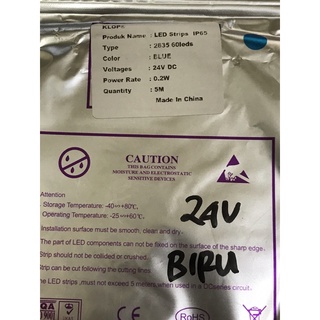 KLOP®
Produk Name : LED Strips IP65
Type : 2835 60leds
Color : BLUE
Voltages : 24V DC
Power Rate : 0.2W
Quantity : 5M
Made In China
CAUTION
THIS BAG CONTAINS
MOISTURE AND ELECTROSTATIC
SENSITIVE DEVICES
Attention
Storage Temperature: -40~+80℃,
Operating Temperature: -25~+60℃,
installation surface must be smooth, clean and dry.
The part of LED components can not be fixed on the surface of the sharp edge.
Strip should not be collided or crushed.
Strip can be cut following the cutting lines
he LED strips ,must not exceed 5 meters, when used in a DC series circuit.
24V
BIRU
RoHS